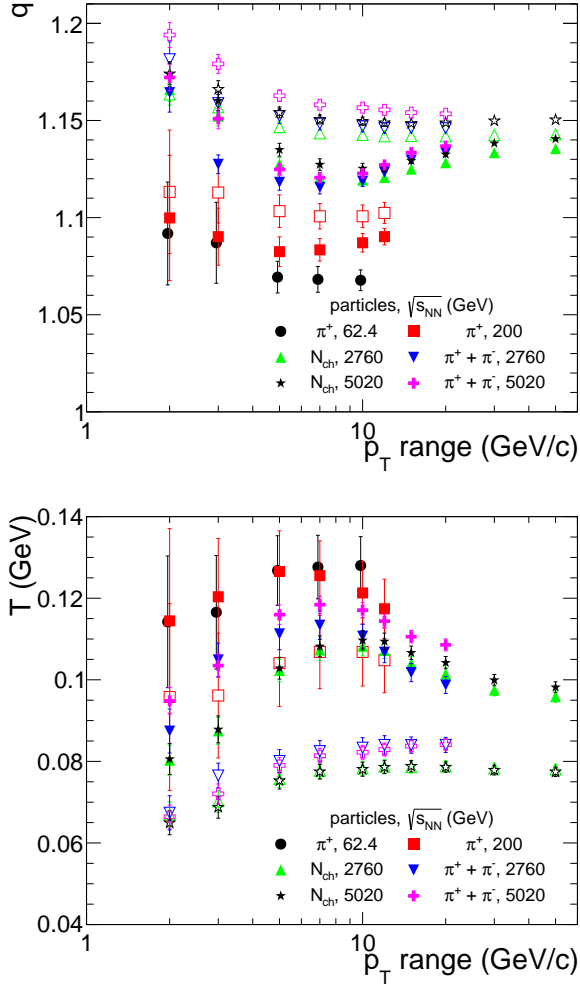 q
1.2
1.15
1.1
1.05
1
particles, √s_NN (GeV)
π⁺, 62.4 π⁺, 200
N_ch, 2760 π⁺ + π⁻, 2760
N_ch, 5020 π⁺ + π⁻, 5020
1 10
p_T range (GeV/c)
T (GeV)
0.14
0.12
0.1
0.08
0.06
0.04
particles, √s_NN (GeV)
π⁺, 62.4 π⁺, 200
N_ch, 2760 π⁺ + π⁻, 2760
N_ch, 5020 π⁺ + π⁻, 5020
1 10
p_T range (GeV/c)